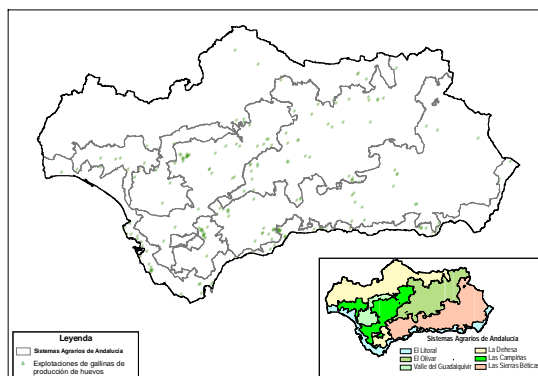 Leyenda
Sistemas Agrarios de Andalucía
Explotaciones de gallinas de
producción de huevos
Sistemas Agrarios de Andalucía
El Litoral
El Olivar
Valle del Guadalquivir
La Dehesa
Las Campiñas
Las Sierras Béticas